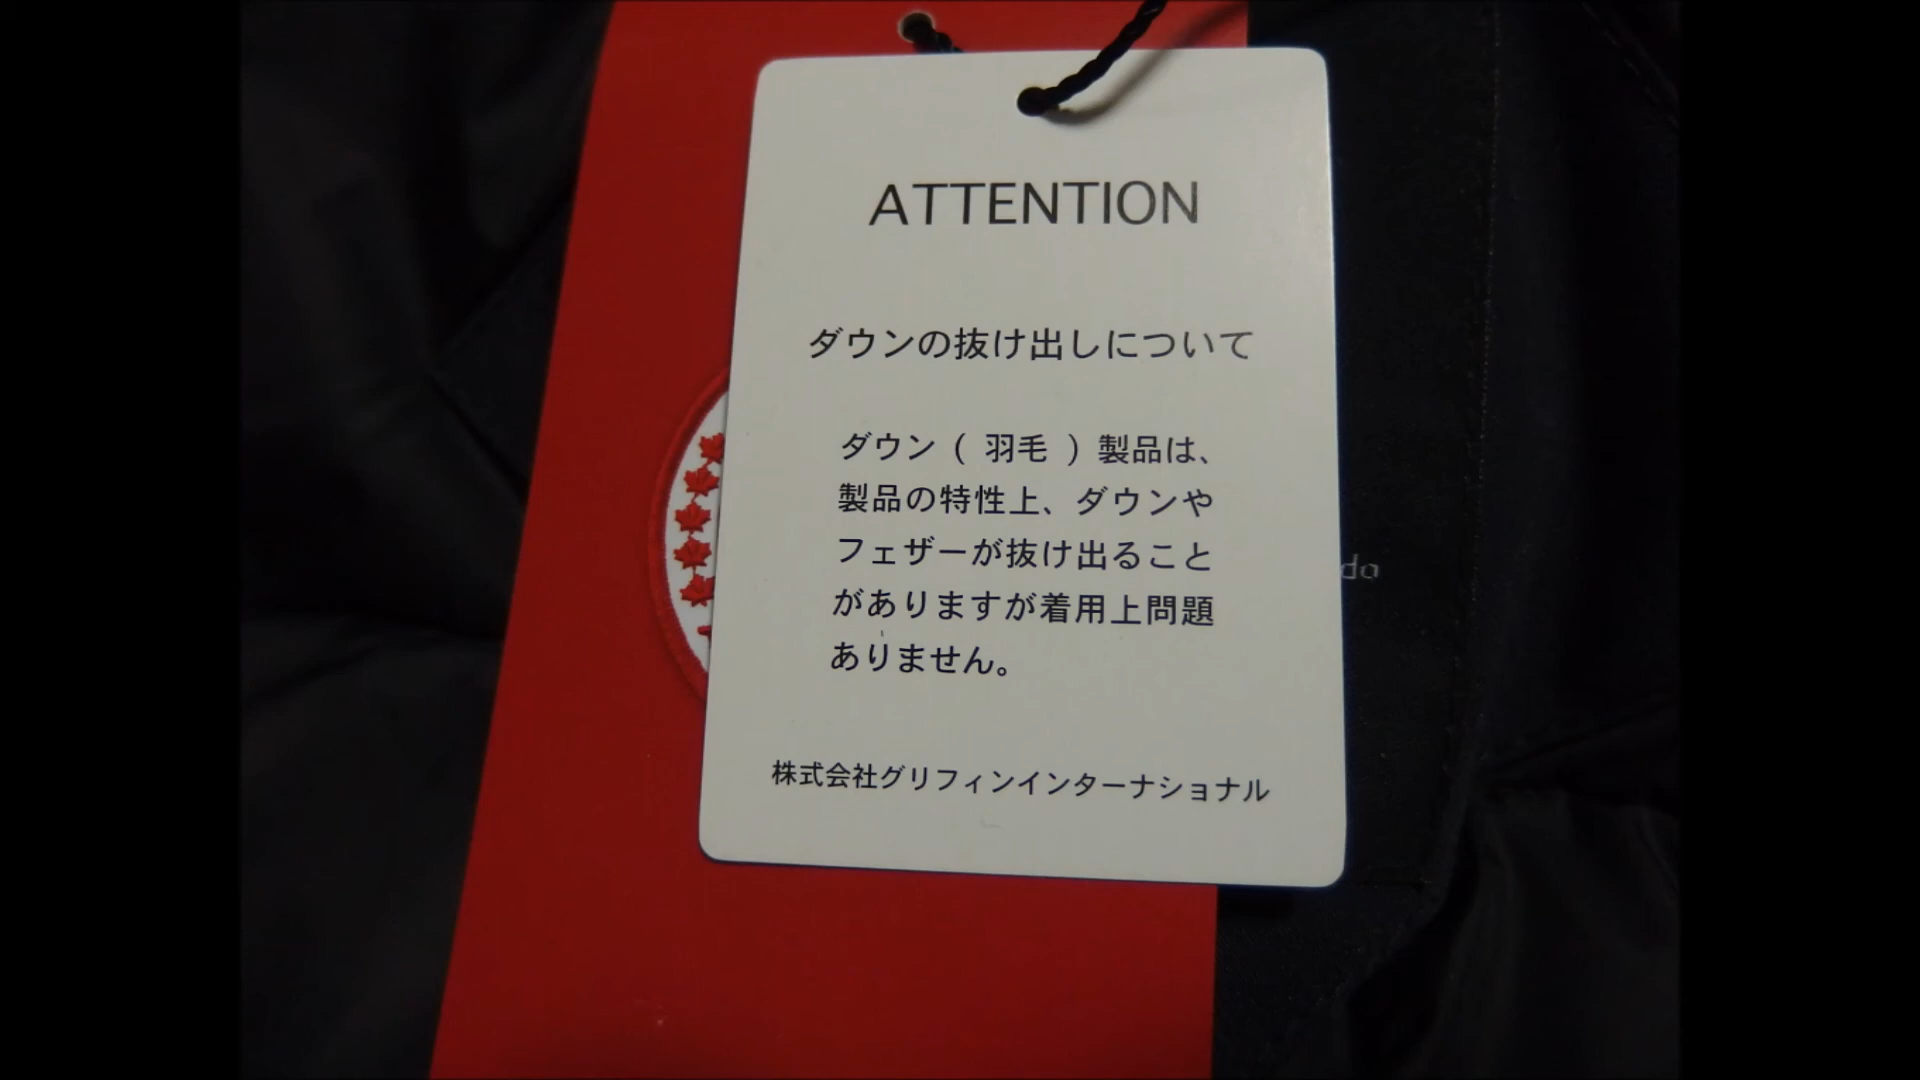 ATTENTION
ダウンの抜け出しについて
ダウン ( 羽毛 ) 製品は、
製品の特性上、ダウンや
フェザーが抜け出ること
がありますが着用上問題
ありません。
株式会社グリフィンインターナショナル